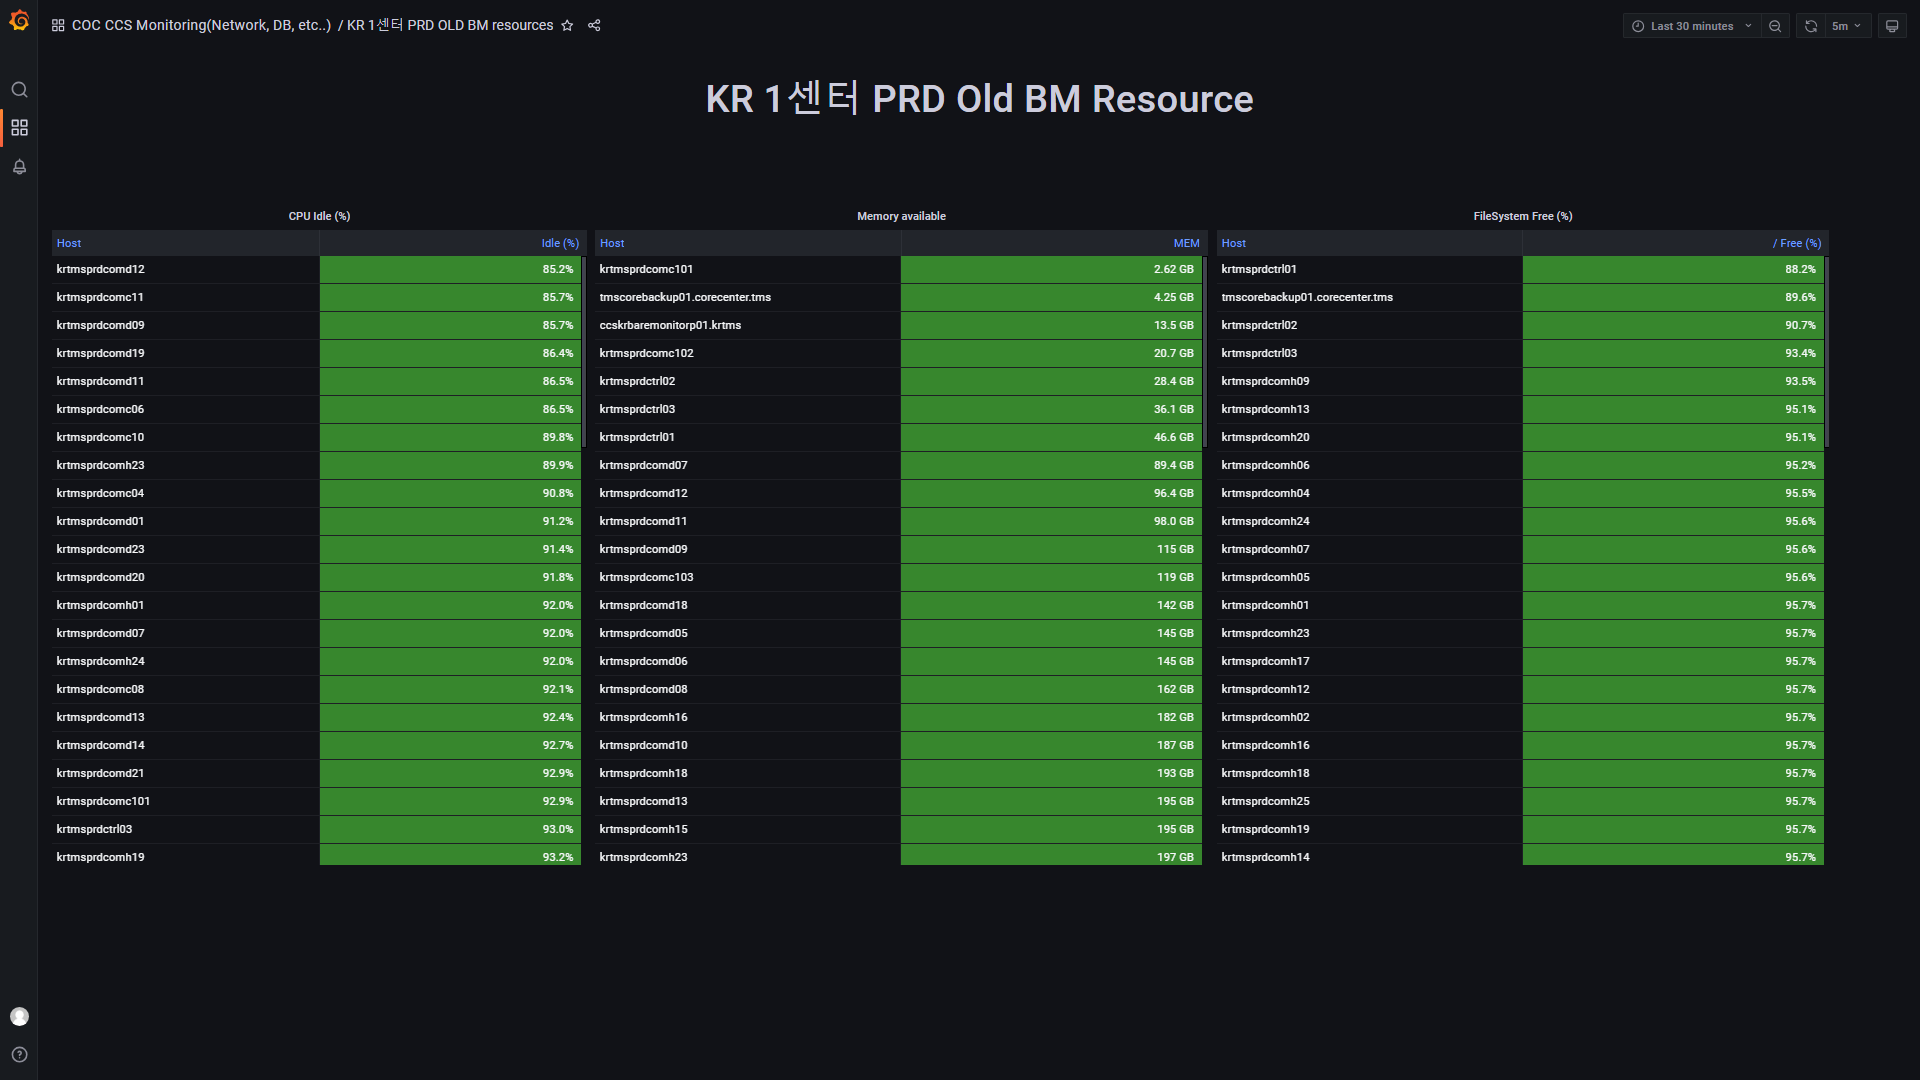 COC CCS Monitoring(Network, DB, etc..) / KR 1센터 PRD OLD BM resources
Last 30 minutes
5m
KR 1센터 PRD Old BM Resource
CPU Idle (%)
Host Idle (%)
krtmsprdcomd12 85.2%
krtmsprdcomc11 85.7%
krtmsprdcomd09 85.7%
krtmsprdcomd19 86.4%
krtmsprdcomd11 86.5%
krtmsprdcomc06 86.5%
krtmsprdcomc10 89.8%
krtmsprdcomh23 89.9%
krtmsprdcomc04 90.8%
krtmsprdcomd01 91.2%
krtmsprdcomd23 91.4%
krtmsprdcomd20 91.8%
krtmsprdcomh01 92.0%
krtmsprdcomd07 92.0%
krtmsprdcomh24 92.0%
krtmsprdcomc08 92.1%
krtmsprdcomd13 92.4%
krtmsprdcomd14 92.7%
krtmsprdcomd21 92.9%
krtmsprdcomc101 92.9%
krtmsprdctrl03 93.0%
krtmsprdcomh19 93.2%
Memory available
Host MEM
krtmsprdcomc101 2.62 GB
tmscorebackup01.corecenter.tms 4.25 GB
ccskrbaremonitorp01.krtms 13.5 GB
krtmsprdcomc102 20.7 GB
krtmsprdctrl02 28.4 GB
krtmsprdctrl03 36.1 GB
krtmsprdctrl01 46.6 GB
krtmsprdcomd07 89.4 GB
krtmsprdcomd12 96.4 GB
krtmsprdcomd11 98.0 GB
krtmsprdcomd09 115 GB
krtmsprdcomc103 119 GB
krtmsprdcomd18 142 GB
krtmsprdcomd05 145 GB
krtmsprdcomd06 145 GB
krtmsprdcomd08 162 GB
krtmsprdcomh16 182 GB
krtmsprdcomd10 187 GB
krtmsprdcomh18 193 GB
krtmsprdcomd13 195 GB
krtmsprdcomh15 195 GB
krtmsprdcomh23 197 GB
FileSystem Free (%)
Host / Free (%)
krtmsprdctrl01 88.2%
tmscorebackup01.corecenter.tms 89.6%
krtmsprdctrl02 90.7%
krtmsprdctrl03 93.4%
krtmsprdcomh09 93.5%
krtmsprdcomh13 95.1%
krtmsprdcomh20 95.1%
krtmsprdcomh06 95.2%
krtmsprdcomh04 95.5%
krtmsprdcomh24 95.6%
krtmsprdcomh07 95.6%
krtmsprdcomh05 95.6%
krtmsprdcomh01 95.7%
krtmsprdcomh23 95.7%
krtmsprdcomh17 95.7%
krtmsprdcomh12 95.7%
krtmsprdcomh02 95.7%
krtmsprdcomh16 95.7%
krtmsprdcomh18 95.7%
krtmsprdcomh25 95.7%
krtmsprdcomh19 95.7%
krtmsprdcomh14 95.7%